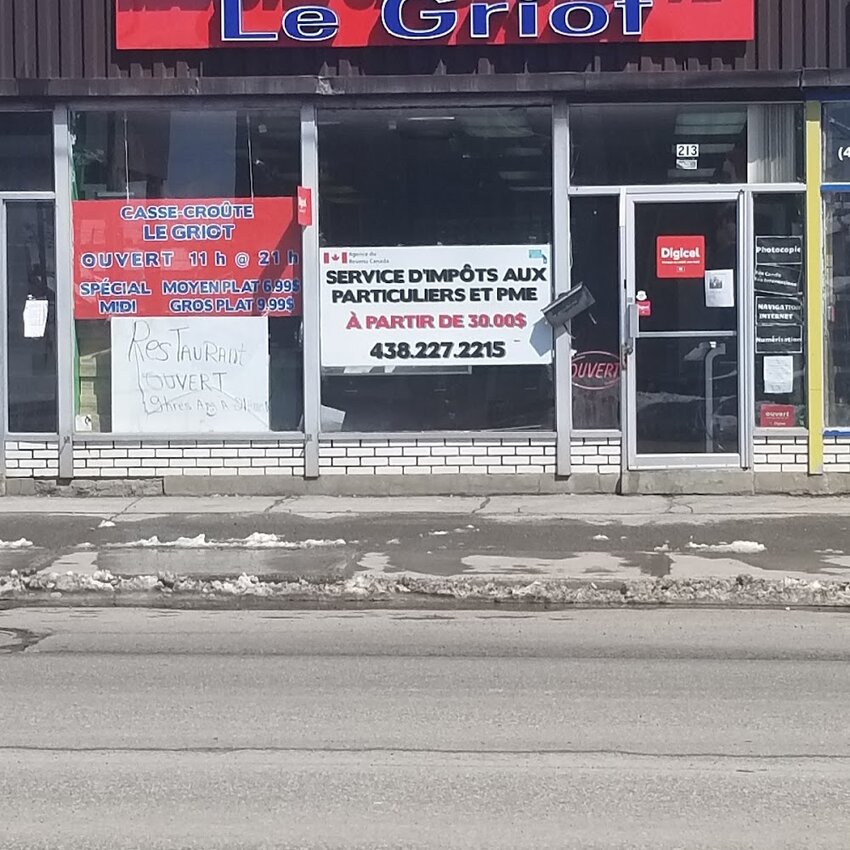 Le Griot
213
CASSE-CROÛTE
LE GRIOT
OUVERT 11 h @ 21 h
SPÉCIAL MOYEN PLAT 6.99$
MIDI GROS PLAT 9.99$
ResTauRanT
OUVERT
Agence du
Revenu Canada
SERVICE D'IMPÔTS AUX
PARTICULIERS ET PME
À PARTIR DE 30.00$
438.227.2215
OUVERT
Digicel
Photocopie
NAVIGATION
INTERNET
Numérisation
ouvert
(4